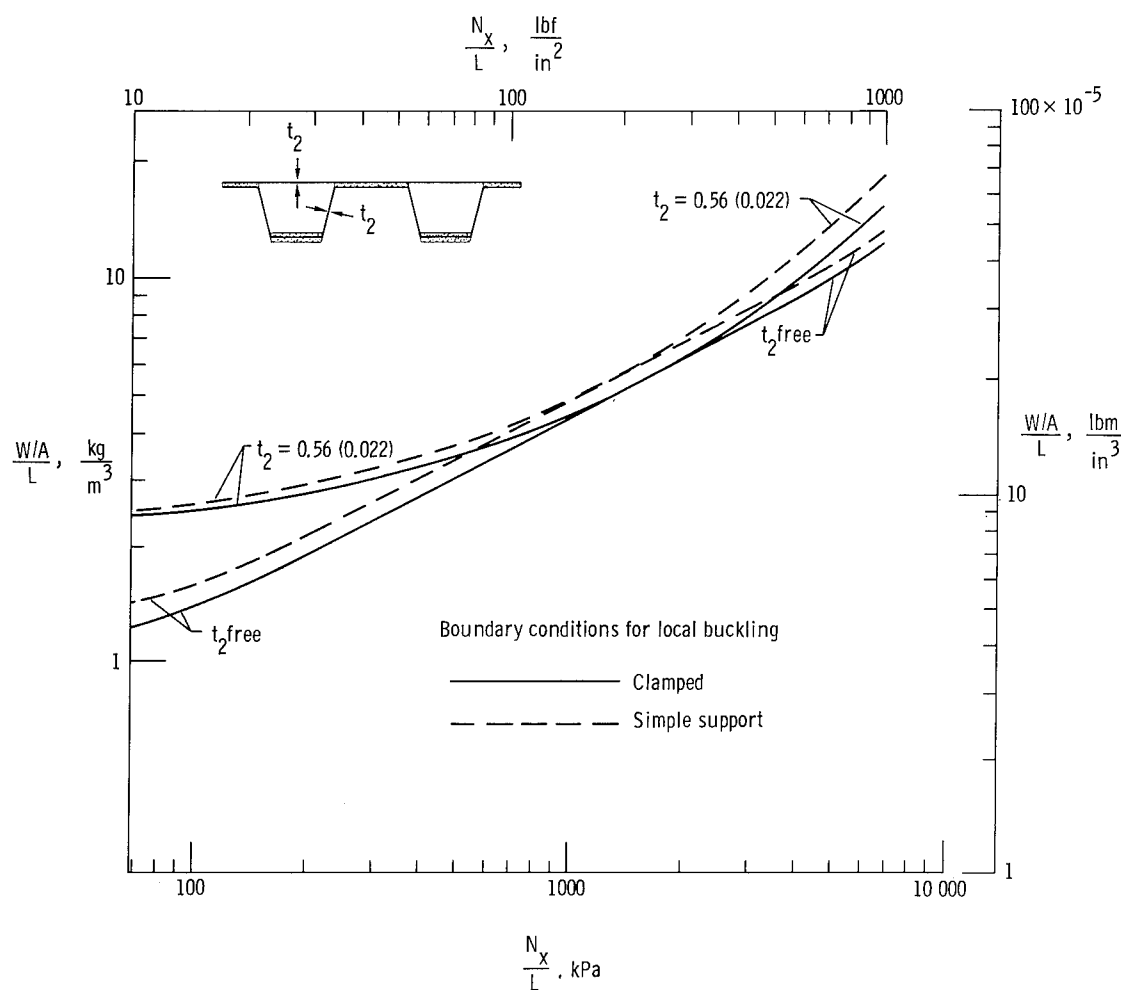 N_x/L, lbf/in^2
10 100 1000
100 × 10^-5
t_2
t_2
t_2 = 0.56 (0.022)
10
t_2 free
W/A/L, kg/m^3
t_2 = 0.56 (0.022)
W/A/L, lbm/in^3
10
t_2 free
1
Boundary conditions for local buckling
Clamped
Simple support
1
100 1000 10 000
N_x/L, kPa